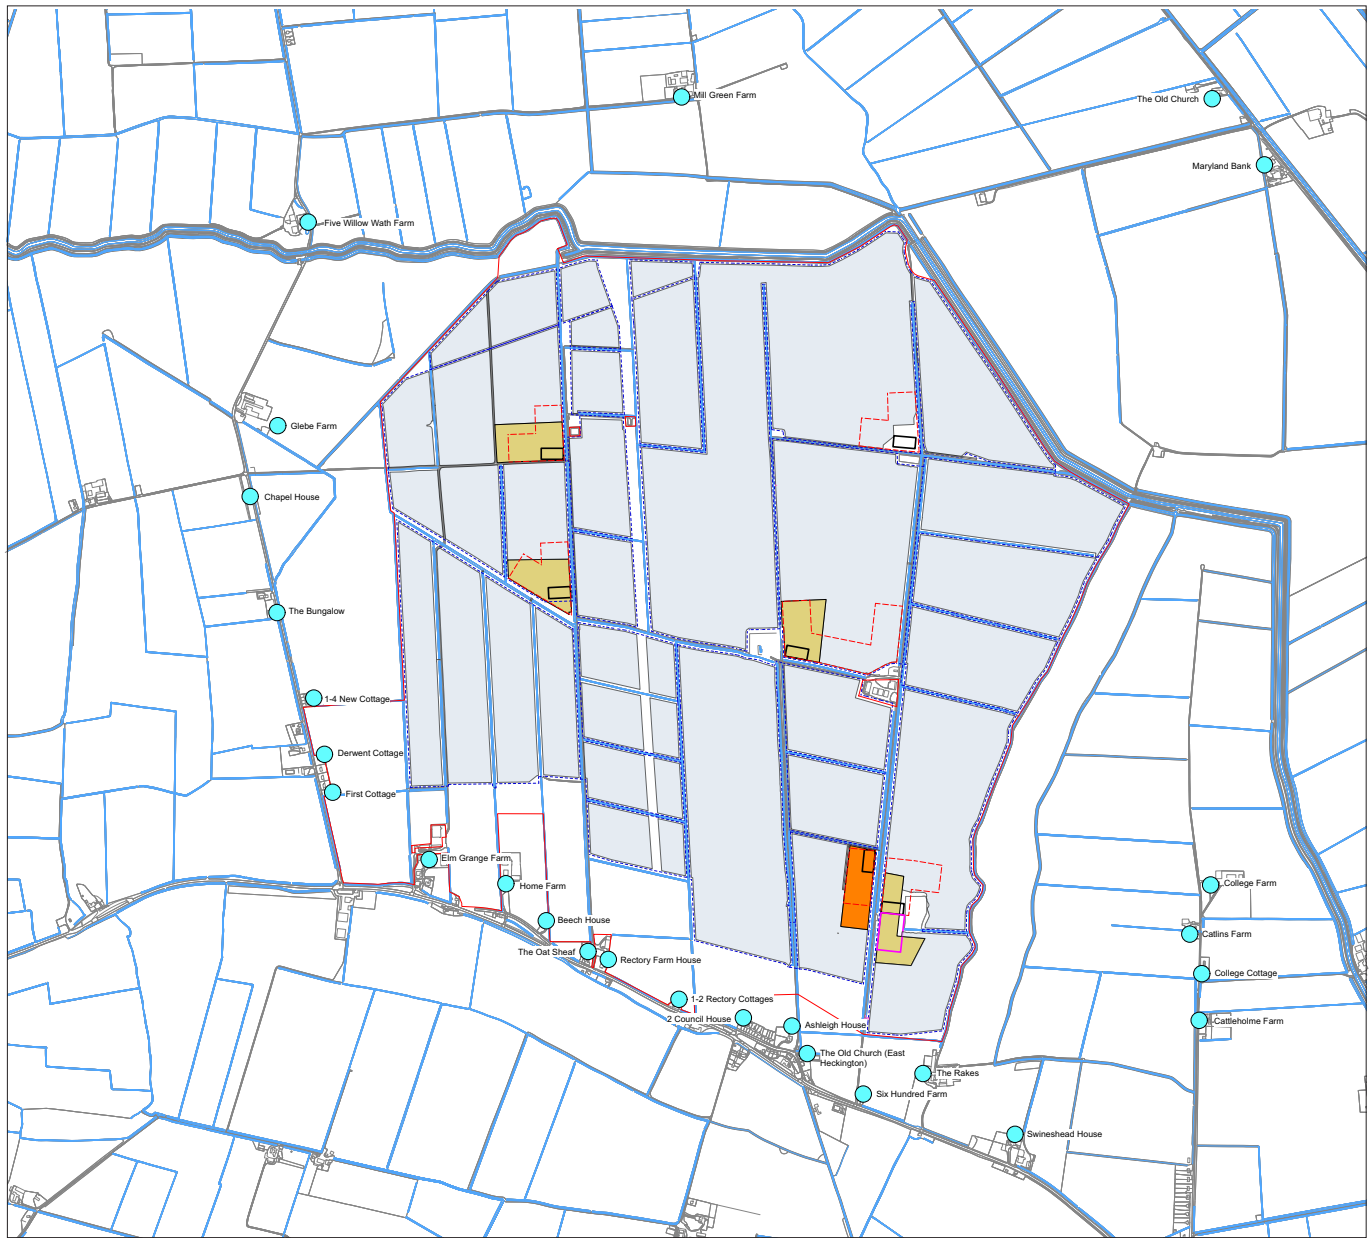 Mill Green Farm
The Old Church
Maryland Bank
Five Willow Wath Farm
Glebe Farm
Chapel House
The Bungalow
1-4 New Cottage
Derwent Cottage
First Cottage
Elm Grange Farm
Home Farm
College Farm
Beech House
Catlins Farm
The Oat Sheaf
Rectory Farm House
College Cottage
1-2 Rectory Cottages
2 Council House
Ashleigh House
Cattleholme Farm
The Old Church (East
Heckington)
The Rakes
Six Hundred Farm
Swineshead House